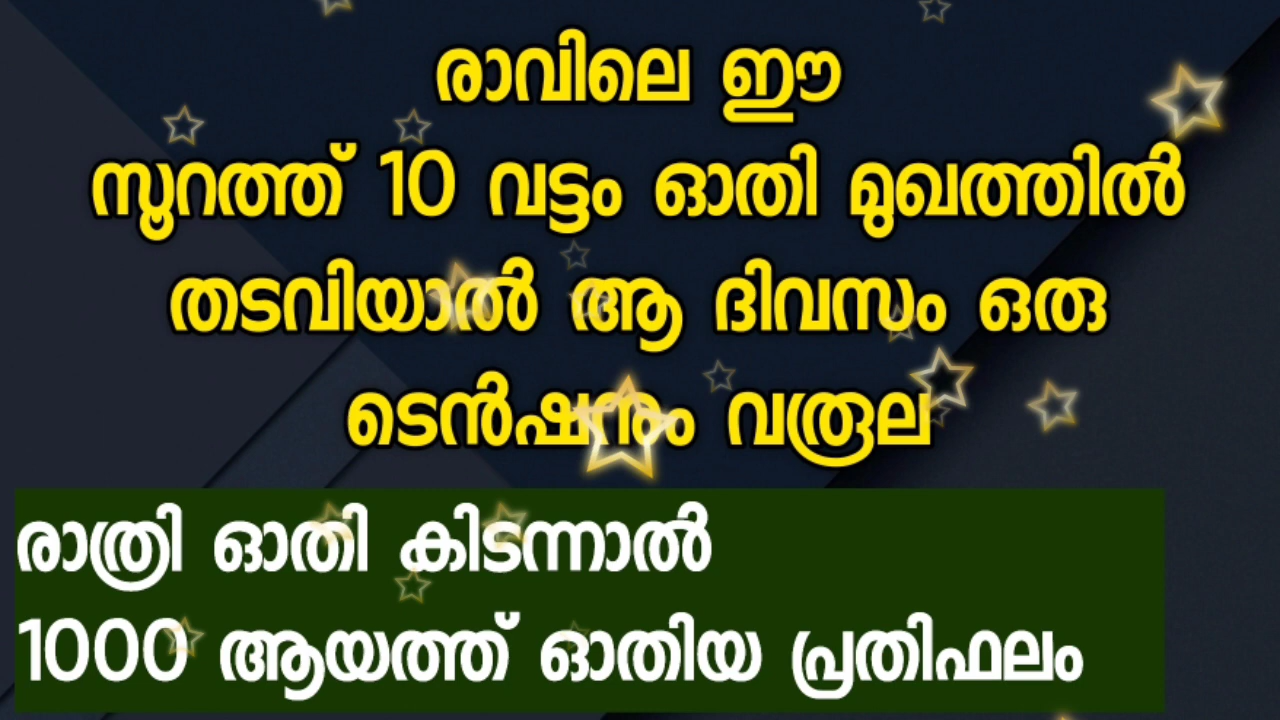 രാവിലെ ഈ
സൂറത്ത് 10 വട്ടം ഓതി മുഖത്തിൽ
തടവിയാൽ ആ ദിവസം ഒരു
ടെൻഷനും വരൂല
രാത്രി ഓതി കിടന്നാൽ
1000 ആയത്ത് ഓതിയ പ്രതിഫലം